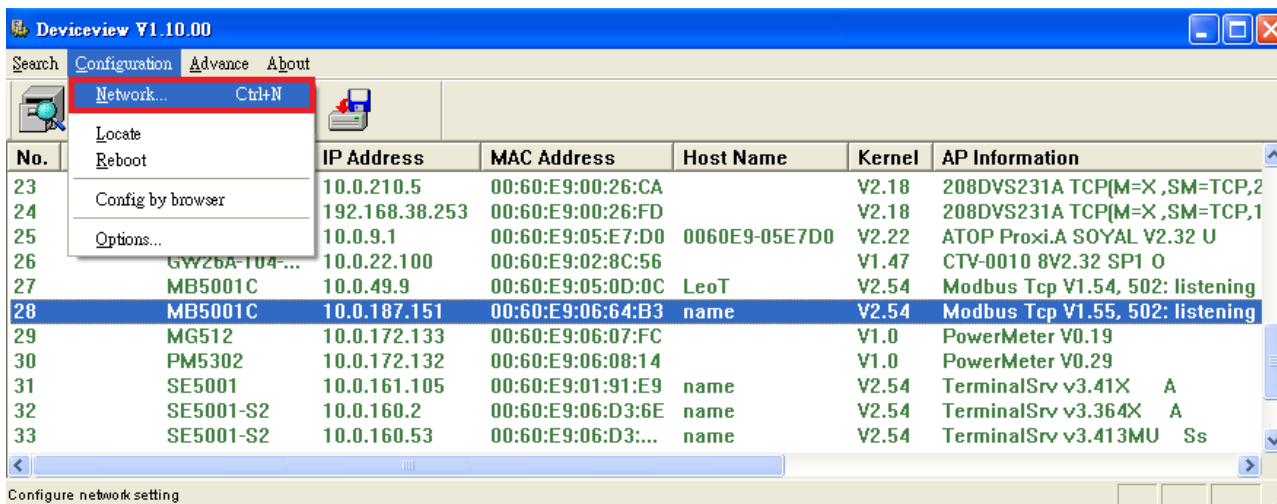 Deviceview V1.10.00
Search Configuration Advance About
Network... Ctrl+N
Locate
Reboot
Config by browser
Options...
No. IP Address MAC Address Host Name Kernel AP Information
23 10.0.210.5 00:60:E9:00:26:CA V2.18 208DVS231A TCP(M=X ,SM=TCP,2
24 192.168.38.253 00:60:E9:00:26:FD V2.18 208DVS231A TCP(M=X ,SM=TCP,1
25 10.0.9.1 00:60:E9:05:E7:D0 0060E9-05E7D0 V2.22 ATOP Proxi.A SOYAL V2.32 U
26 GW26A-T04-... 10.0.22.100 00:60:E9:02:8C:56 V1.47 CTV-0010 8V2.32 SP1 O
27 MB5001C 10.0.49.9 00:60:E9:05:0D:0C LeoT V2.54 Modbus Tcp V1.54, 502: listening
28 MB5001C 10.0.187.151 00:60:E9:06:64:B3 name V2.54 Modbus Tcp V1.55, 502: listening
29 MG512 10.0.172.133 00:60:E9:06:07:FC V1.0 PowerMeter V0.19
30 PM5302 10.0.172.132 00:60:E9:06:08:14 V1.0 PowerMeter V0.29
31 SE5001 10.0.161.105 00:60:E9:01:91:E9 name V2.54 TerminalSrv v3.41X A
32 SE5001-S2 10.0.160.2 00:60:E9:06:D3:6E name V2.54 TerminalSrv v3.364X A
33 SE5001-S2 10.0.160.53 00:60:E9:06:D3:... name V2.54 TerminalSrv v3.413MU Ss
Configure network setting